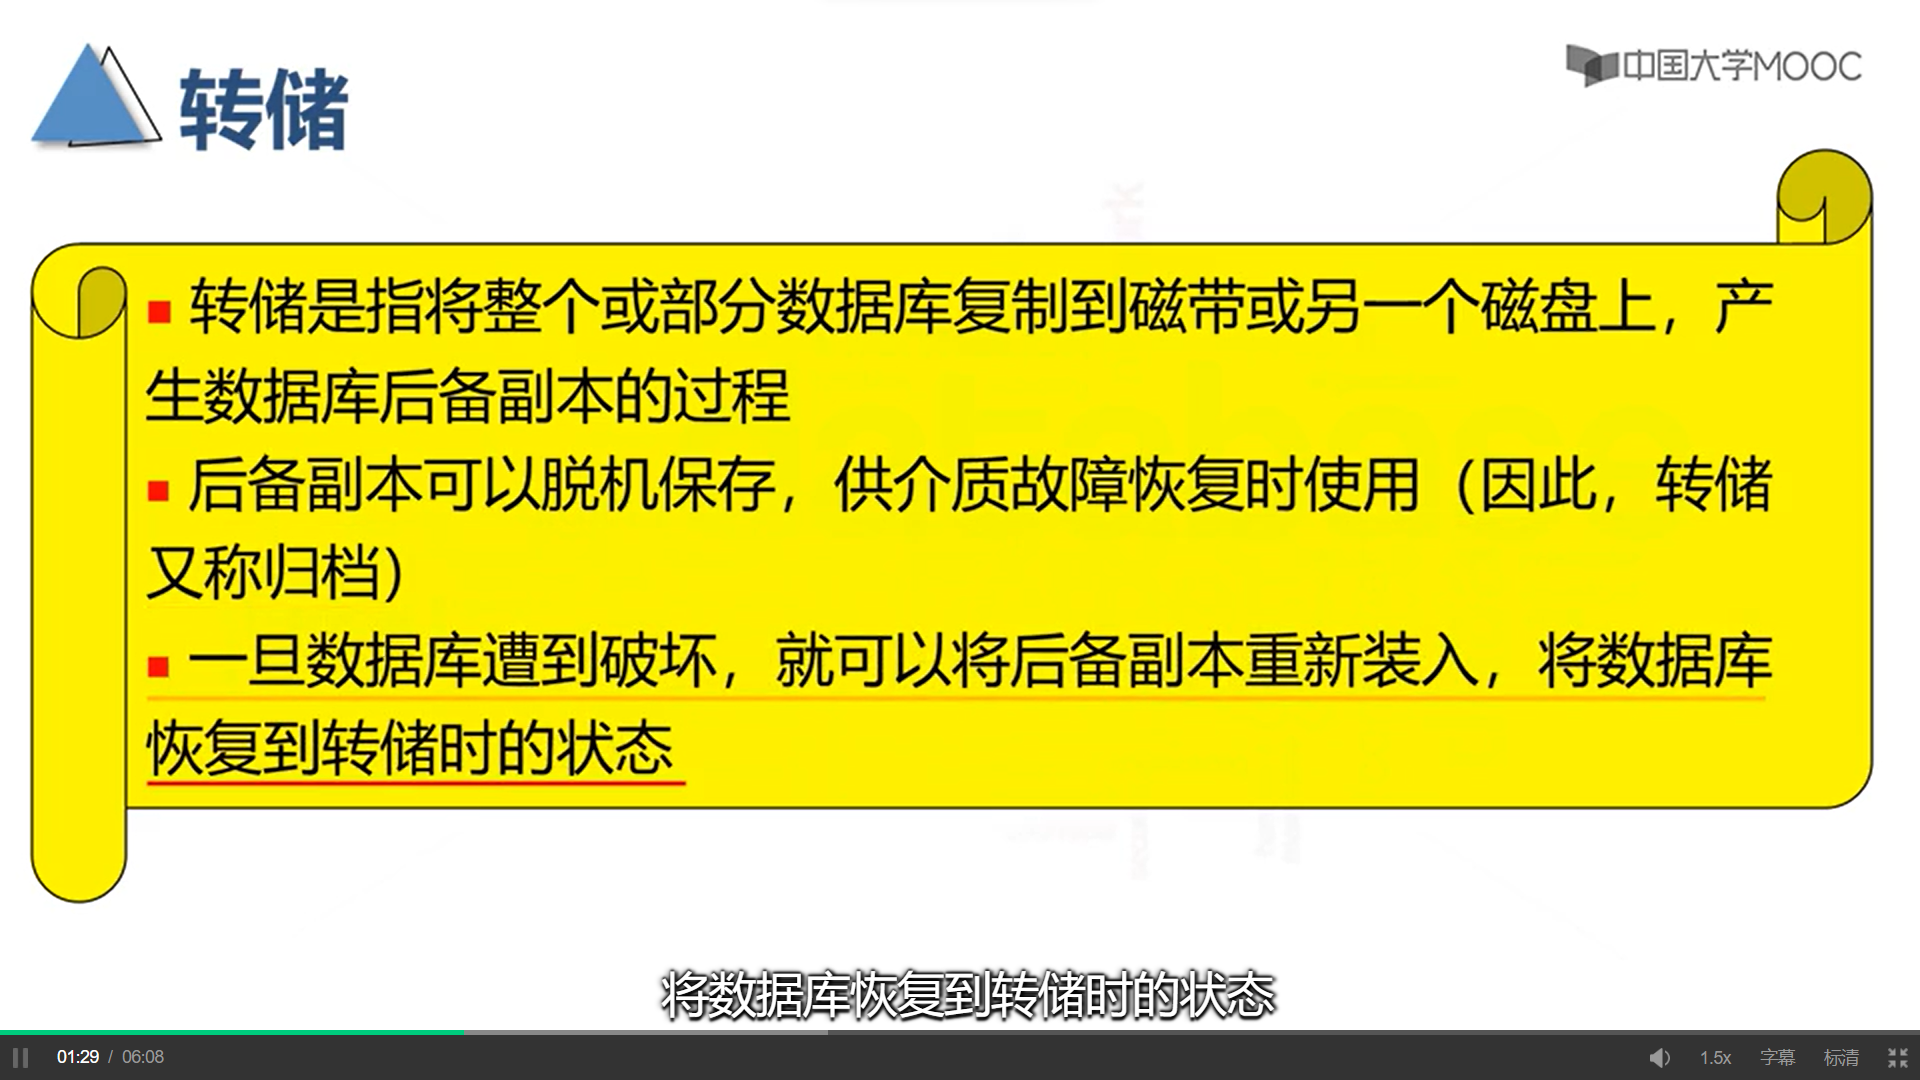 转储
中国大学MOOC
转储是指将整个或部分数据库复制到磁带或另一个磁盘上，产
生数据库后备副本的过程
后备副本可以脱机保存，供介质故障恢复时使用（因此，转储
又称归档）
一旦数据库遭到破坏，就可以将后备副本重新装入，将数据库
恢复到转储时的状态
将数据库恢复到转储时的状态
01:29 / 06:08
1.5x 字幕 标清